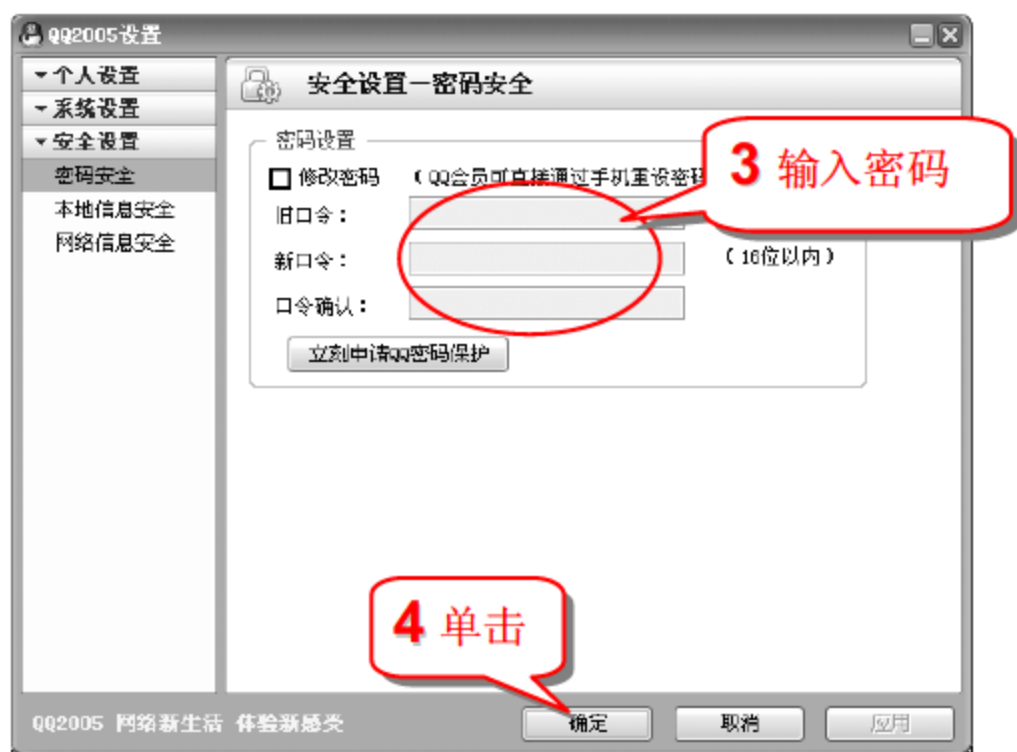 QQ2005设置
个人设置
系统设置
安全设置
密码安全
本地信息安全
网络信息安全
安全设置—密码安全
密码设置
修改密码 (QQ会员可直接通过手机重设密码
旧口令:
新口令: (16位以内)
口令确认:
立刻申请QQ密码保护
3 输入密码
4 单击
QQ2005 网络新生活 体验新感受
确定 取消 应用